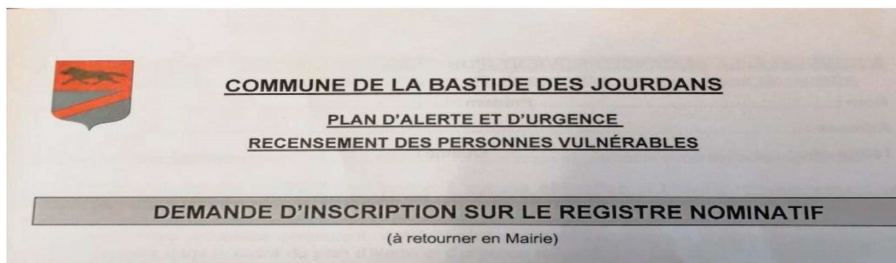 COMMUNE DE LA BASTIDE DES JOURDANS
PLAN D'ALERTE ET D'URGENCE
RECENSEMENT DES PERSONNES VULNÉRABLES
DEMANDE D'INSCRIPTION SUR LE REGISTRE NOMINATIF
(à retourner en Mairie)